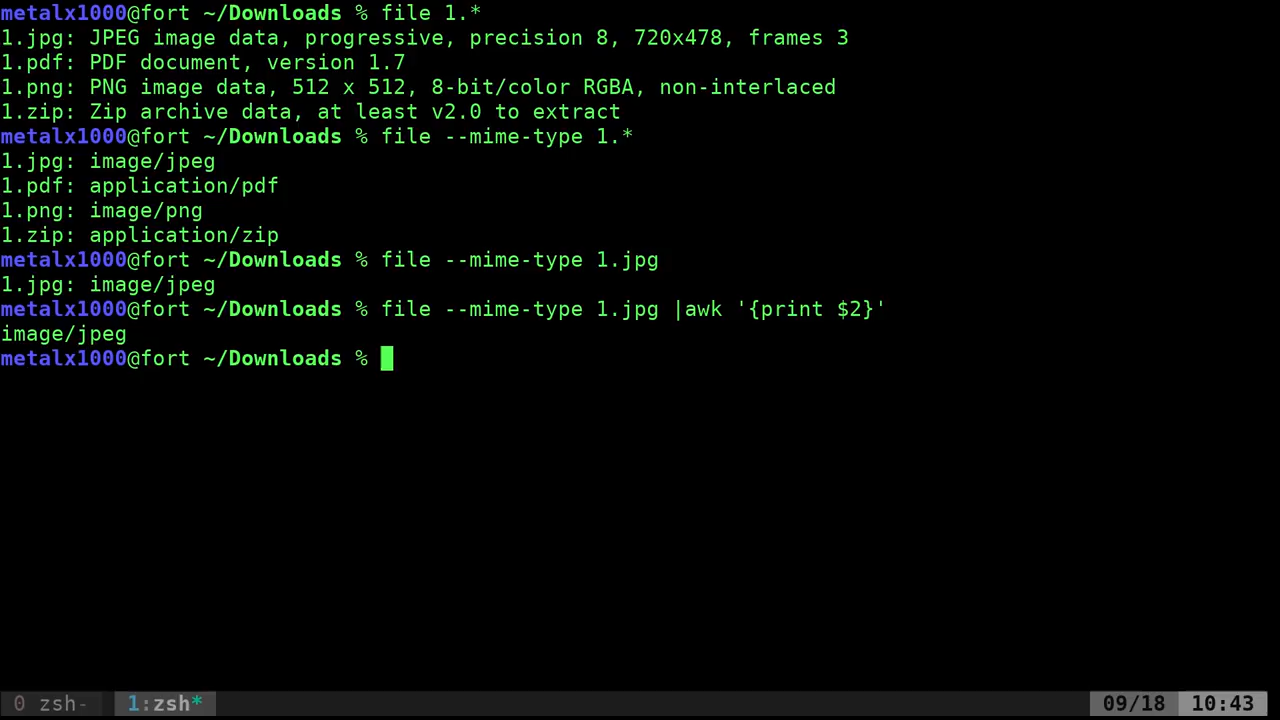 metalx1000@fort ~/Downloads % file 1.*
1.jpg: JPEG image data, progressive, precision 8, 720x478, frames 3
1.pdf: PDF document, version 1.7
1.png: PNG image data, 512 x 512, 8-bit/color RGBA, non-interlaced
1.zip: Zip archive data, at least v2.0 to extract
metalx1000@fort ~/Downloads % file --mime-type 1.*
1.jpg: image/jpeg
1.pdf: application/pdf
1.png: image/png
1.zip: application/zip
metalx1000@fort ~/Downloads % file --mime-type 1.jpg
1.jpg: image/jpeg
metalx1000@fort ~/Downloads % file --mime-type 1.jpg |awk '{print $2}'
image/jpeg
metalx1000@fort ~/Downloads %
0 zsh- 1:zsh* 09/18 10:43